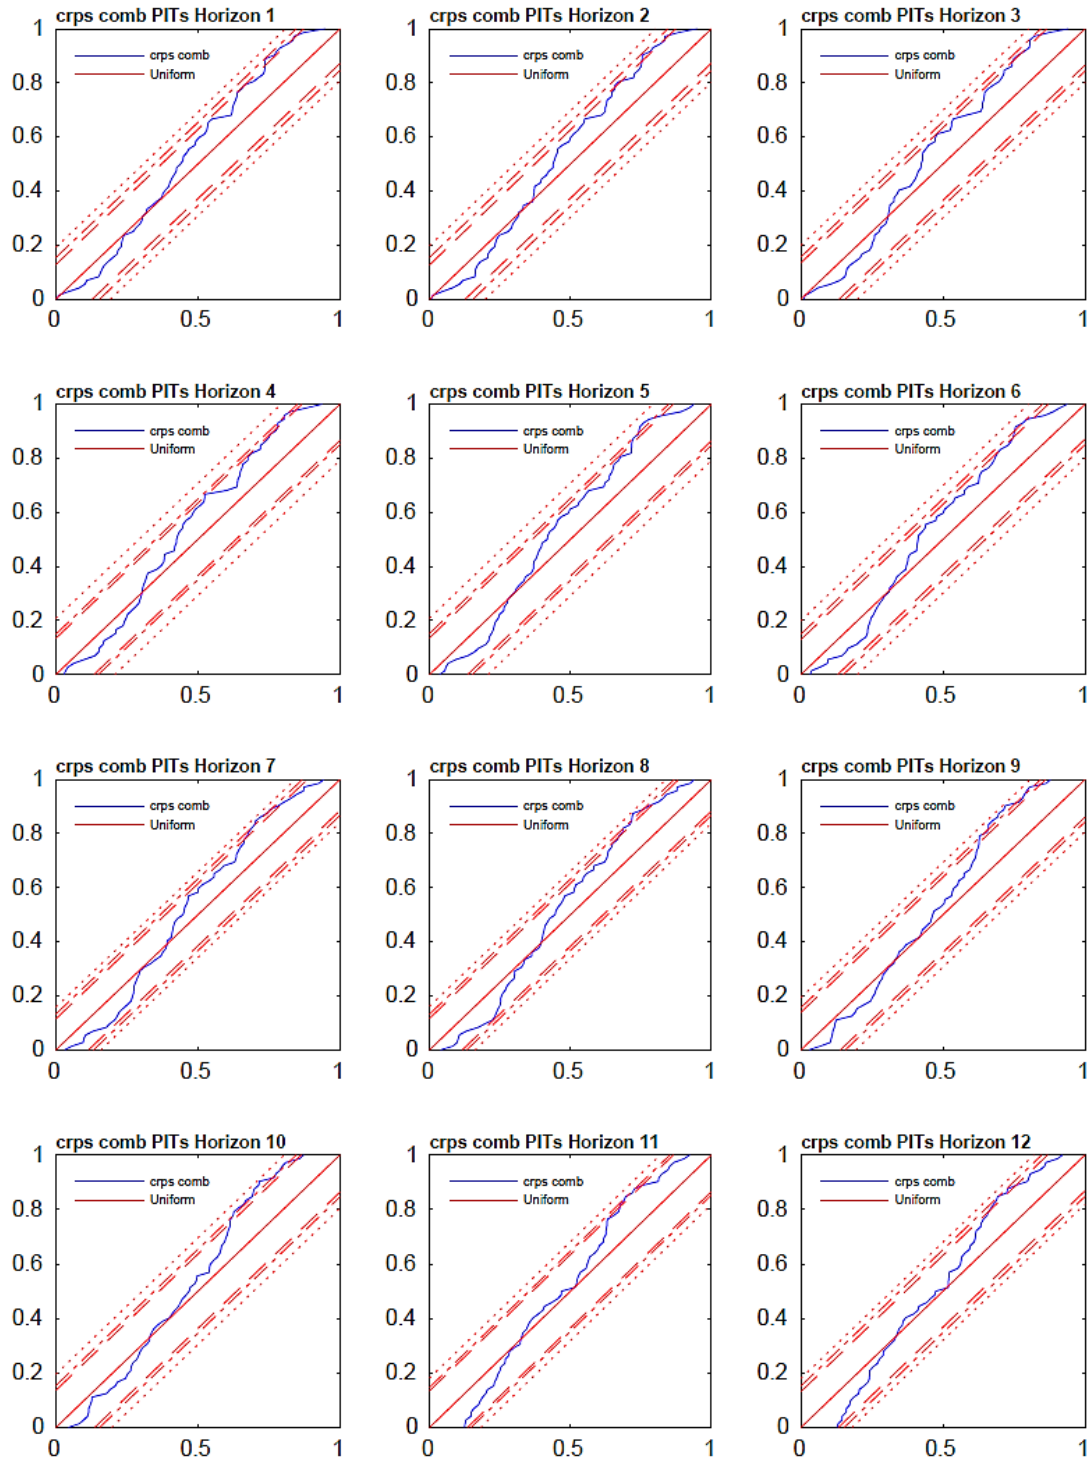 crps comb PITs Horizon 1
1
0.8
0.6
0.4
0.2
0
crps comb
Uniform
0 0.5 1
crps comb PITs Horizon 2
1
0.8
0.6
0.4
0.2
0
crps comb
Uniform
0 0.5 1
crps comb PITs Horizon 3
1
0.8
0.6
0.4
0.2
0
crps comb
Uniform
0 0.5 1
crps comb PITs Horizon 4
1
0.8
0.6
0.4
0.2
0
crps comb
Uniform
0 0.5 1
crps comb PITs Horizon 5
1
0.8
0.6
0.4
0.2
0
crps comb
Uniform
0 0.5 1
crps comb PITs Horizon 6
1
0.8
0.6
0.4
0.2
0
crps comb
Uniform
0 0.5 1
crps comb PITs Horizon 7
1
0.8
0.6
0.4
0.2
0
crps comb
Uniform
0 0.5 1
crps comb PITs Horizon 8
1
0.8
0.6
0.4
0.2
0
crps comb
Uniform
0 0.5 1
crps comb PITs Horizon 9
1
0.8
0.6
0.4
0.2
0
crps comb
Uniform
0 0.5 1
crps comb PITs Horizon 10
1
0.8
0.6
0.4
0.2
0
crps comb
Uniform
0 0.5 1
crps comb PITs Horizon 11
1
0.8
0.6
0.4
0.2
0
crps comb
Uniform
0 0.5 1
crps comb PITs Horizon 12
1
0.8
0.6
0.4
0.2
0
crps comb
Uniform
0 0.5 1